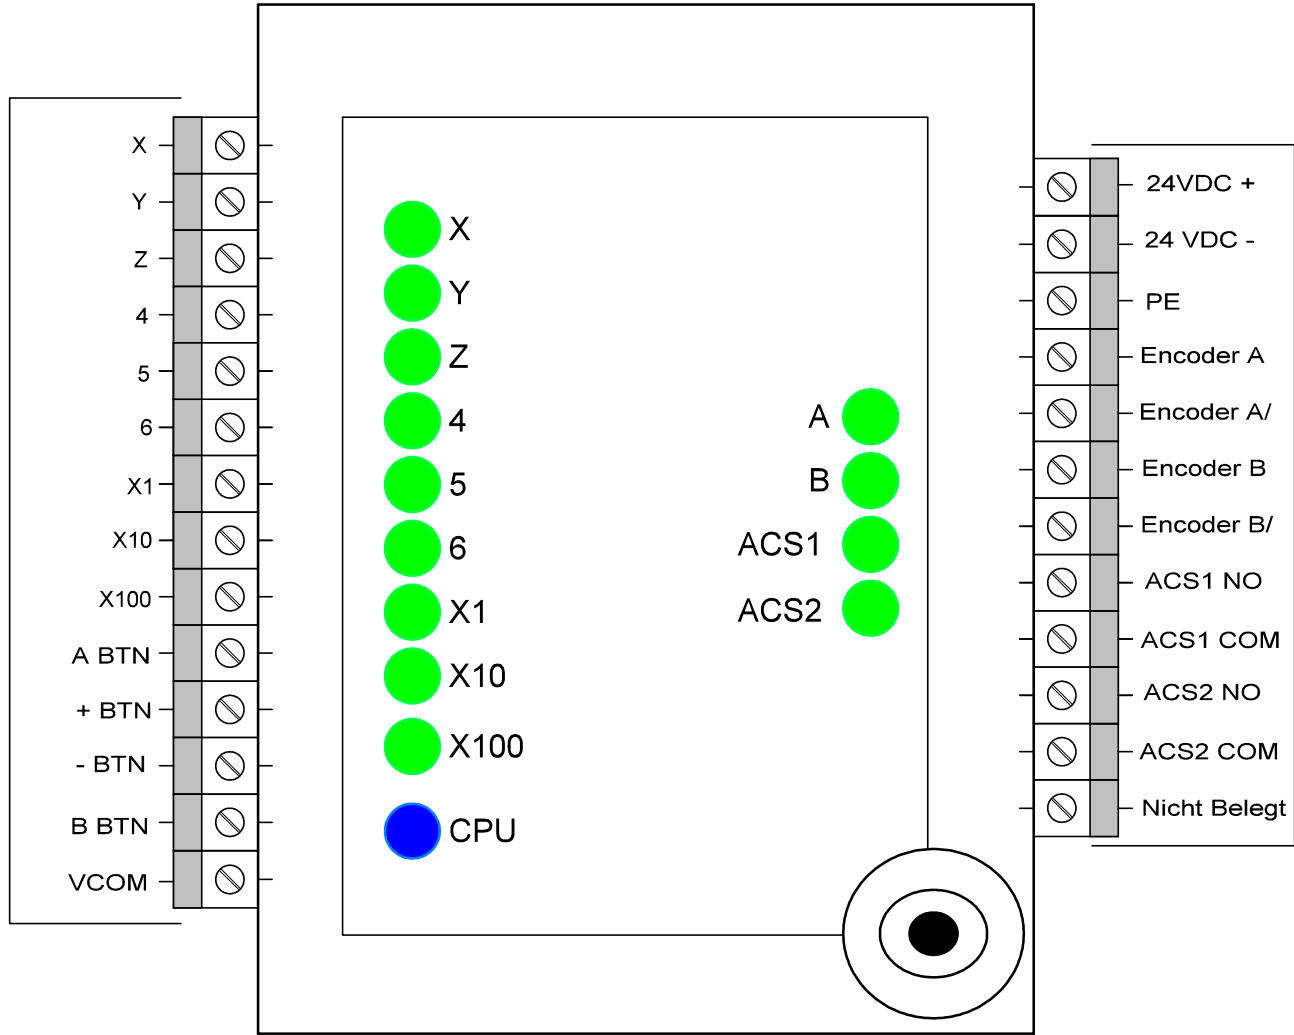 X
Y
Z
4
5
6
X1
X10
X100
A BTN
+ BTN
- BTN
B BTN
VCOM
X
Y
Z
4
5
6
X1
X10
X100
CPU
A
B
ACS1
ACS2
24VDC +
24 VDC -
PE
Encoder A
Encoder A/
Encoder B
Encoder B/
ACS1 NO
ACS1 COM
ACS2 NO
ACS2 COM
Nicht Belegt